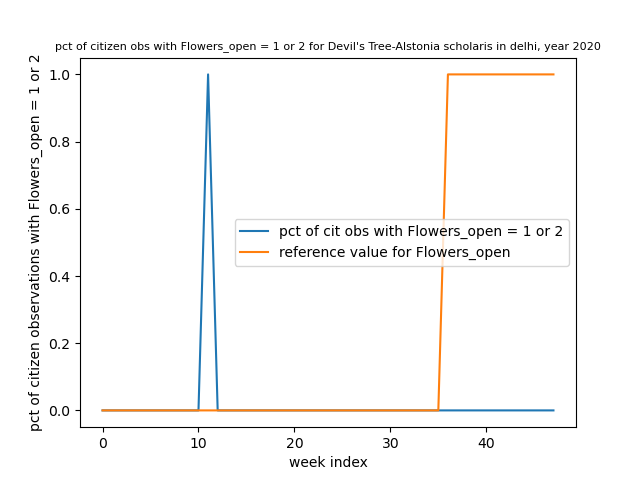 pct of citizen obs with Flowers_open = 1 or 2 for Devil's Tree-Alstonia scholaris in delhi, year 2020
pct of citizen observations with Flowers_open = 1 or 2
1.0
0.8
0.6
0.4
0.2
0.0
pct of cit obs with Flowers_open = 1 or 2
reference value for Flowers_open
0 10 20 30 40
week index